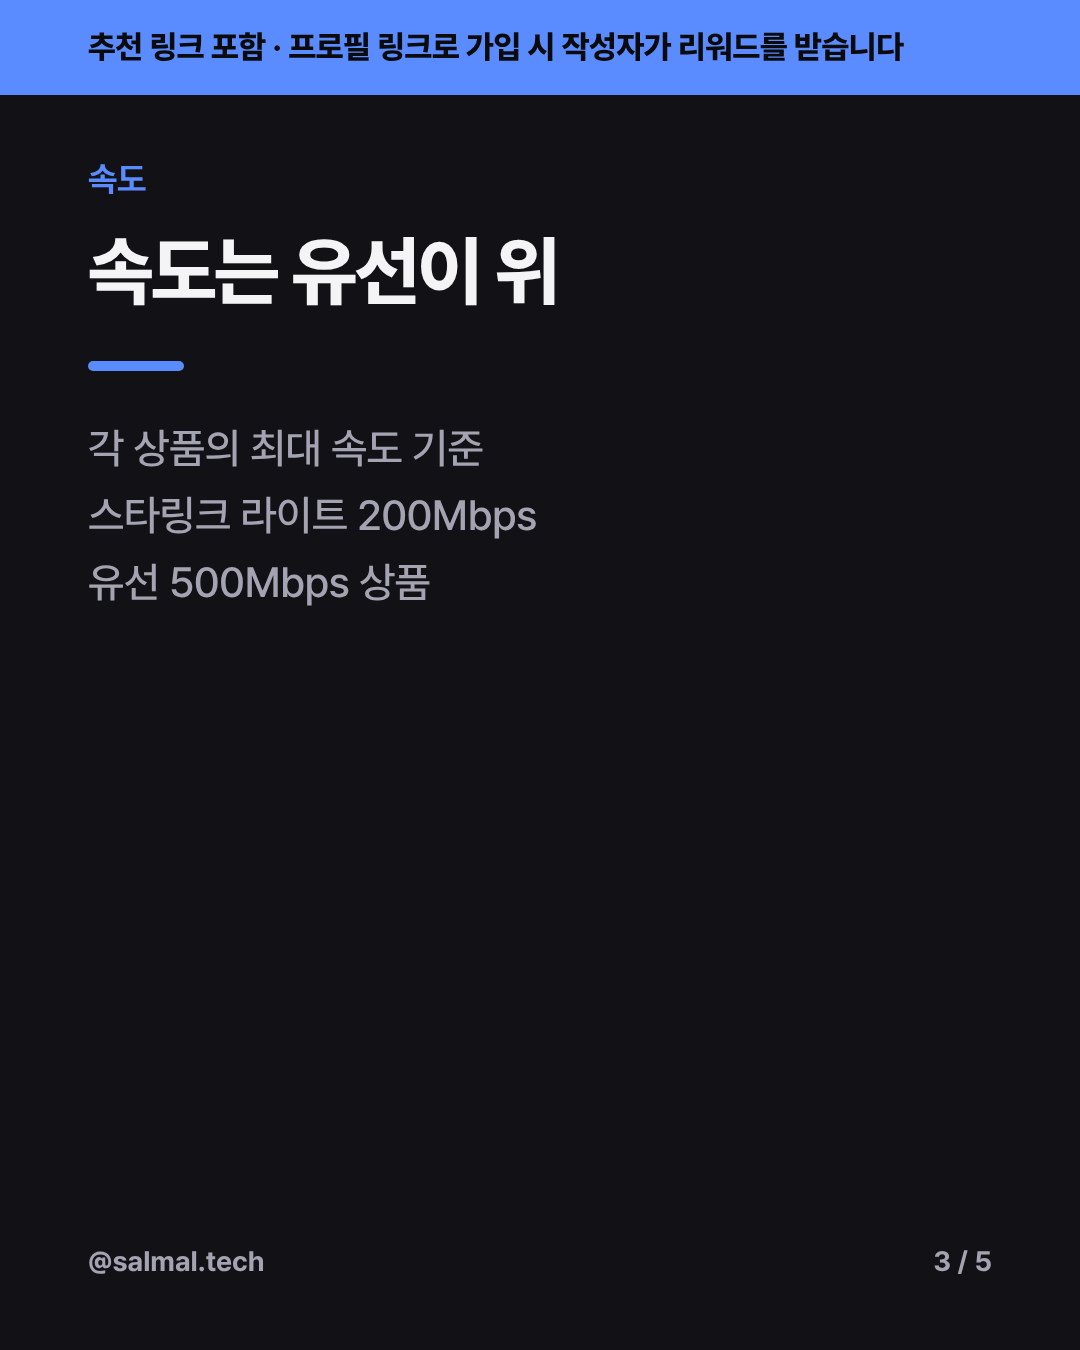 추천 링크 포함 · 프로필 링크로 가입 시 작성자가 리워드를 받습니다
속도
속도는 유선이 위
각 상품의 최대 속도 기준
스타링크 라이트 200Mbps
유선 500Mbps 상품
@salmal.tech
3 / 5